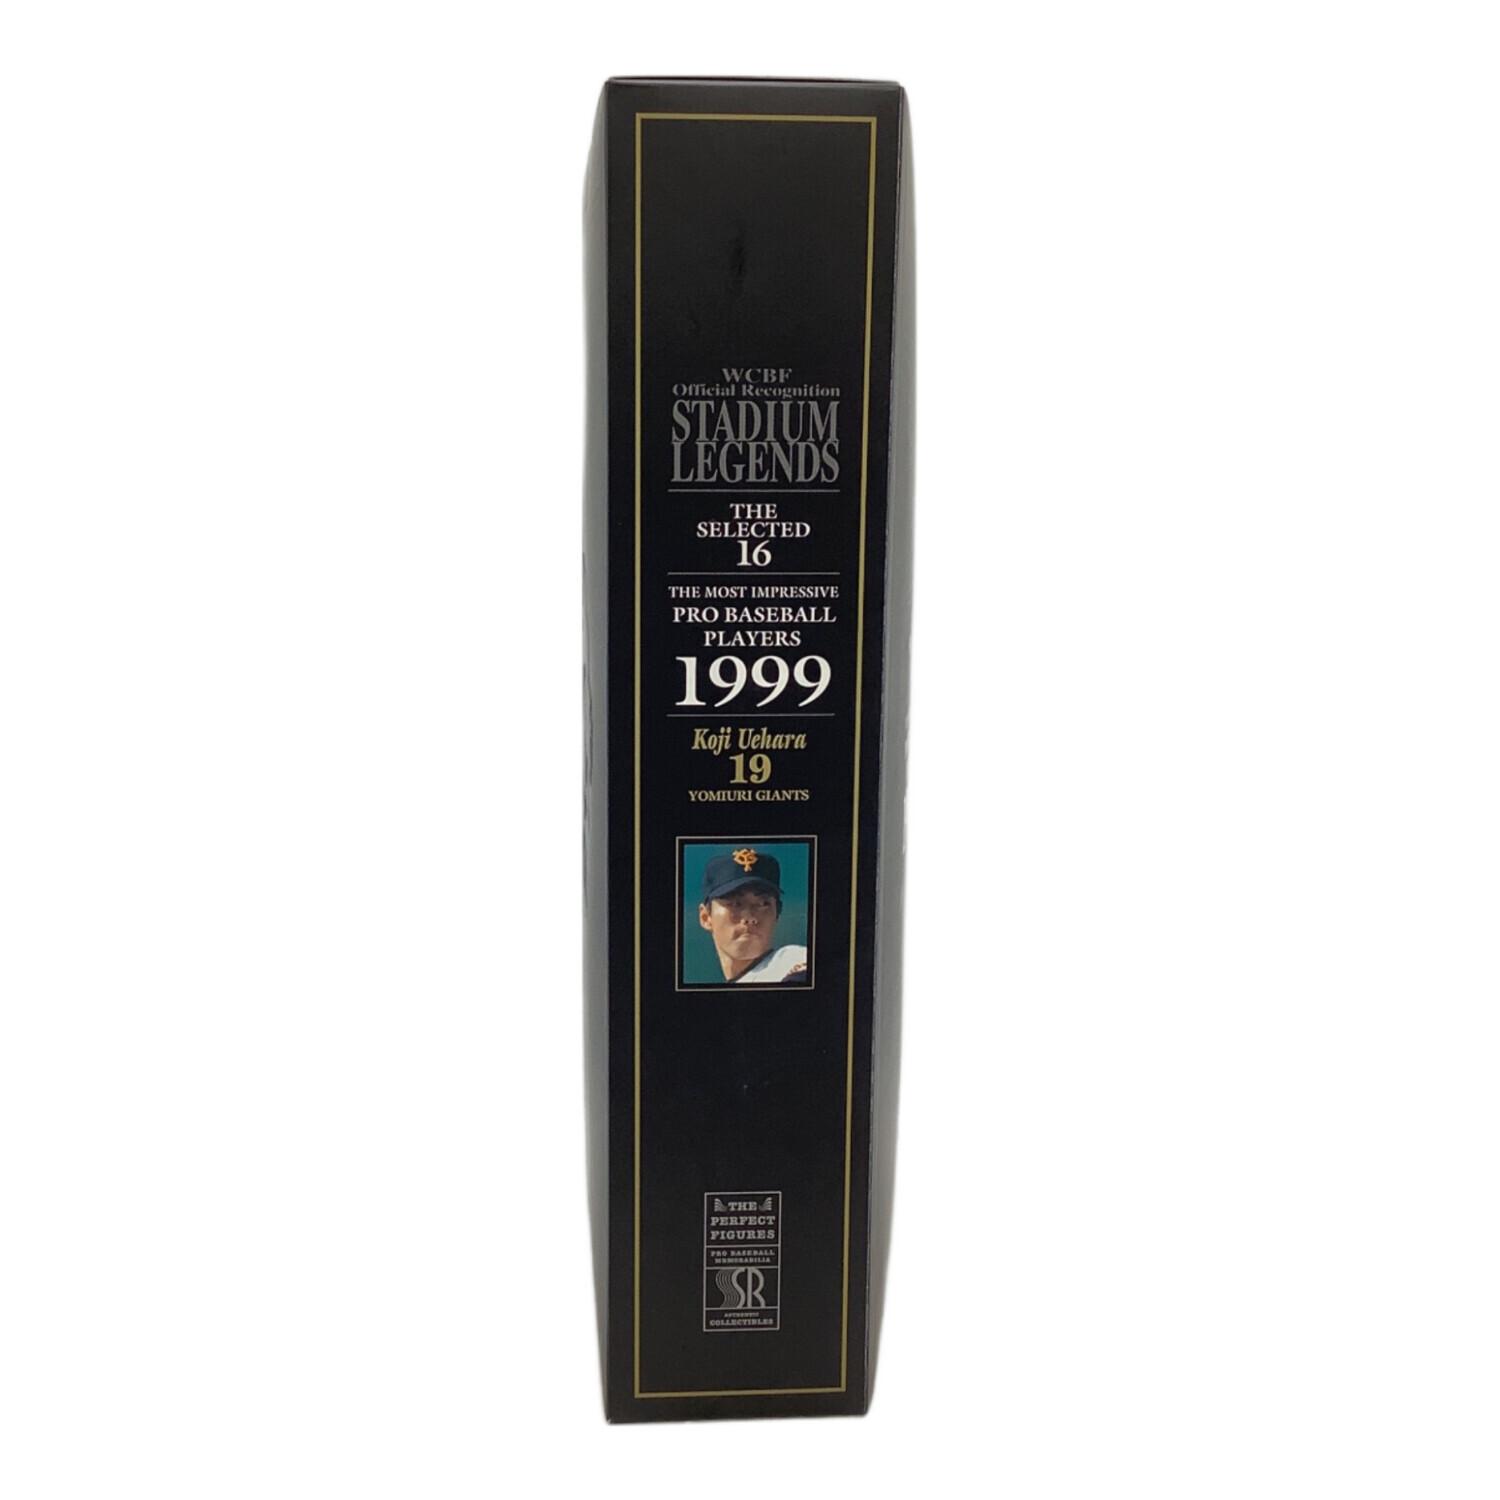 WCBF
Official Recognition
STADIUM
LEGENDS
THE
SELECTED
16
THE MOST IMPRESSIVE
PRO BASEBALL
PLAYERS
1999
Koji Uehara
19
YOMIURI GIANTS
THE
PERFECT
FIGURES
PRO BASEBALL
MEMORABILIA
SR
AUTHENTIC
COLLECTIBLES